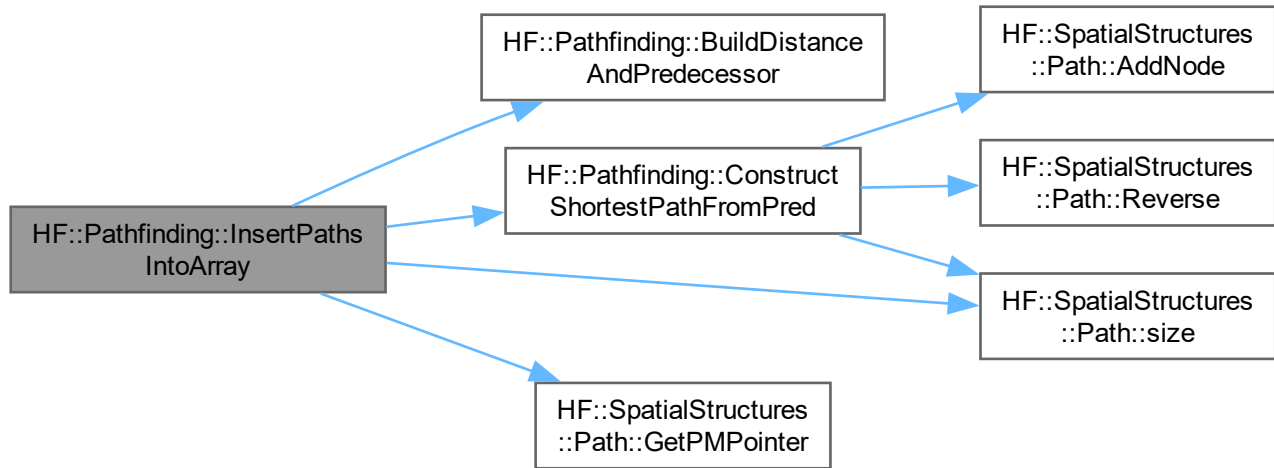 HF::Pathfinding::InsertPaths
IntoArray
HF::Pathfinding::BuildDistance
AndPredecessor
HF::Pathfinding::Construct
ShortestPathFromPred
HF::SpatialStructures
::Path::GetPMPointer
HF::SpatialStructures
::Path::AddNode
HF::SpatialStructures
::Path::Reverse
HF::SpatialStructures
::Path::size